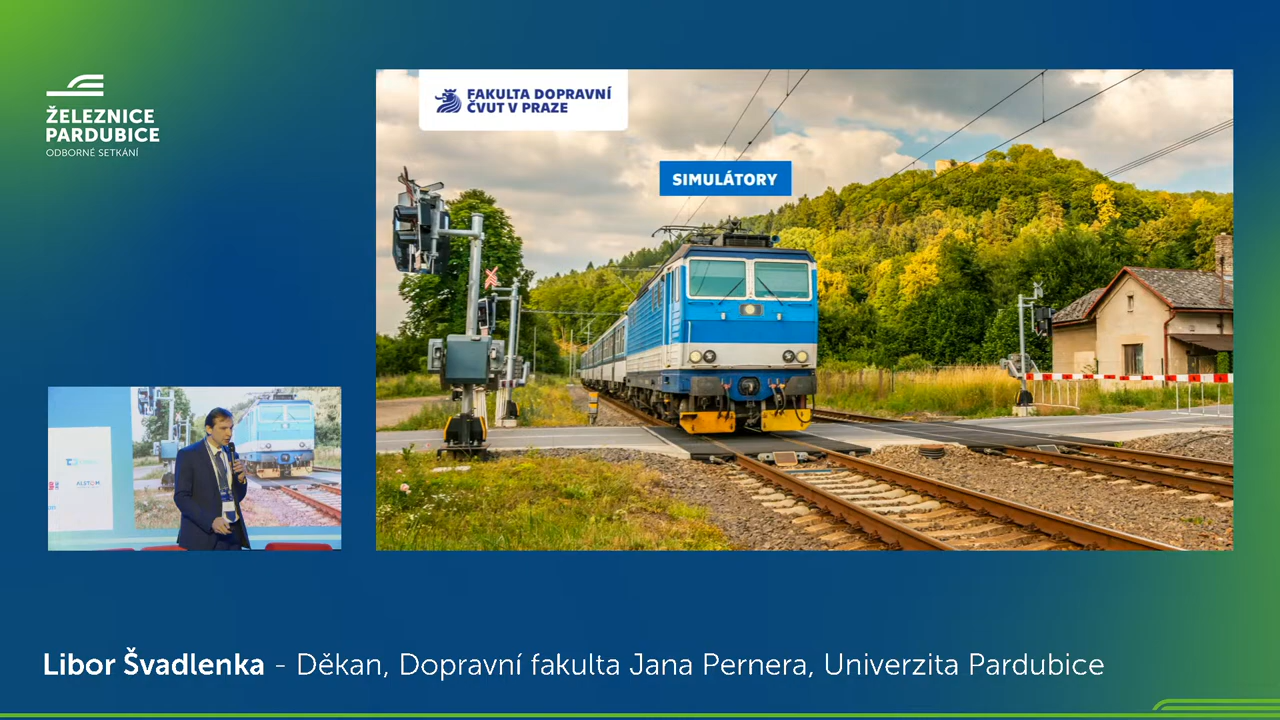 ŽELEZNICE
PARDUBICE
ODBORNÉ SETKÁNÍ
FAKULTA DOPRAVNÍ
ČVUT V PRAZE
SIMULÁTORY
ALSTOM
Libor Švadlenka - Děkan, Dopravní fakulta Jana Pernera, Univerzita Pardubice